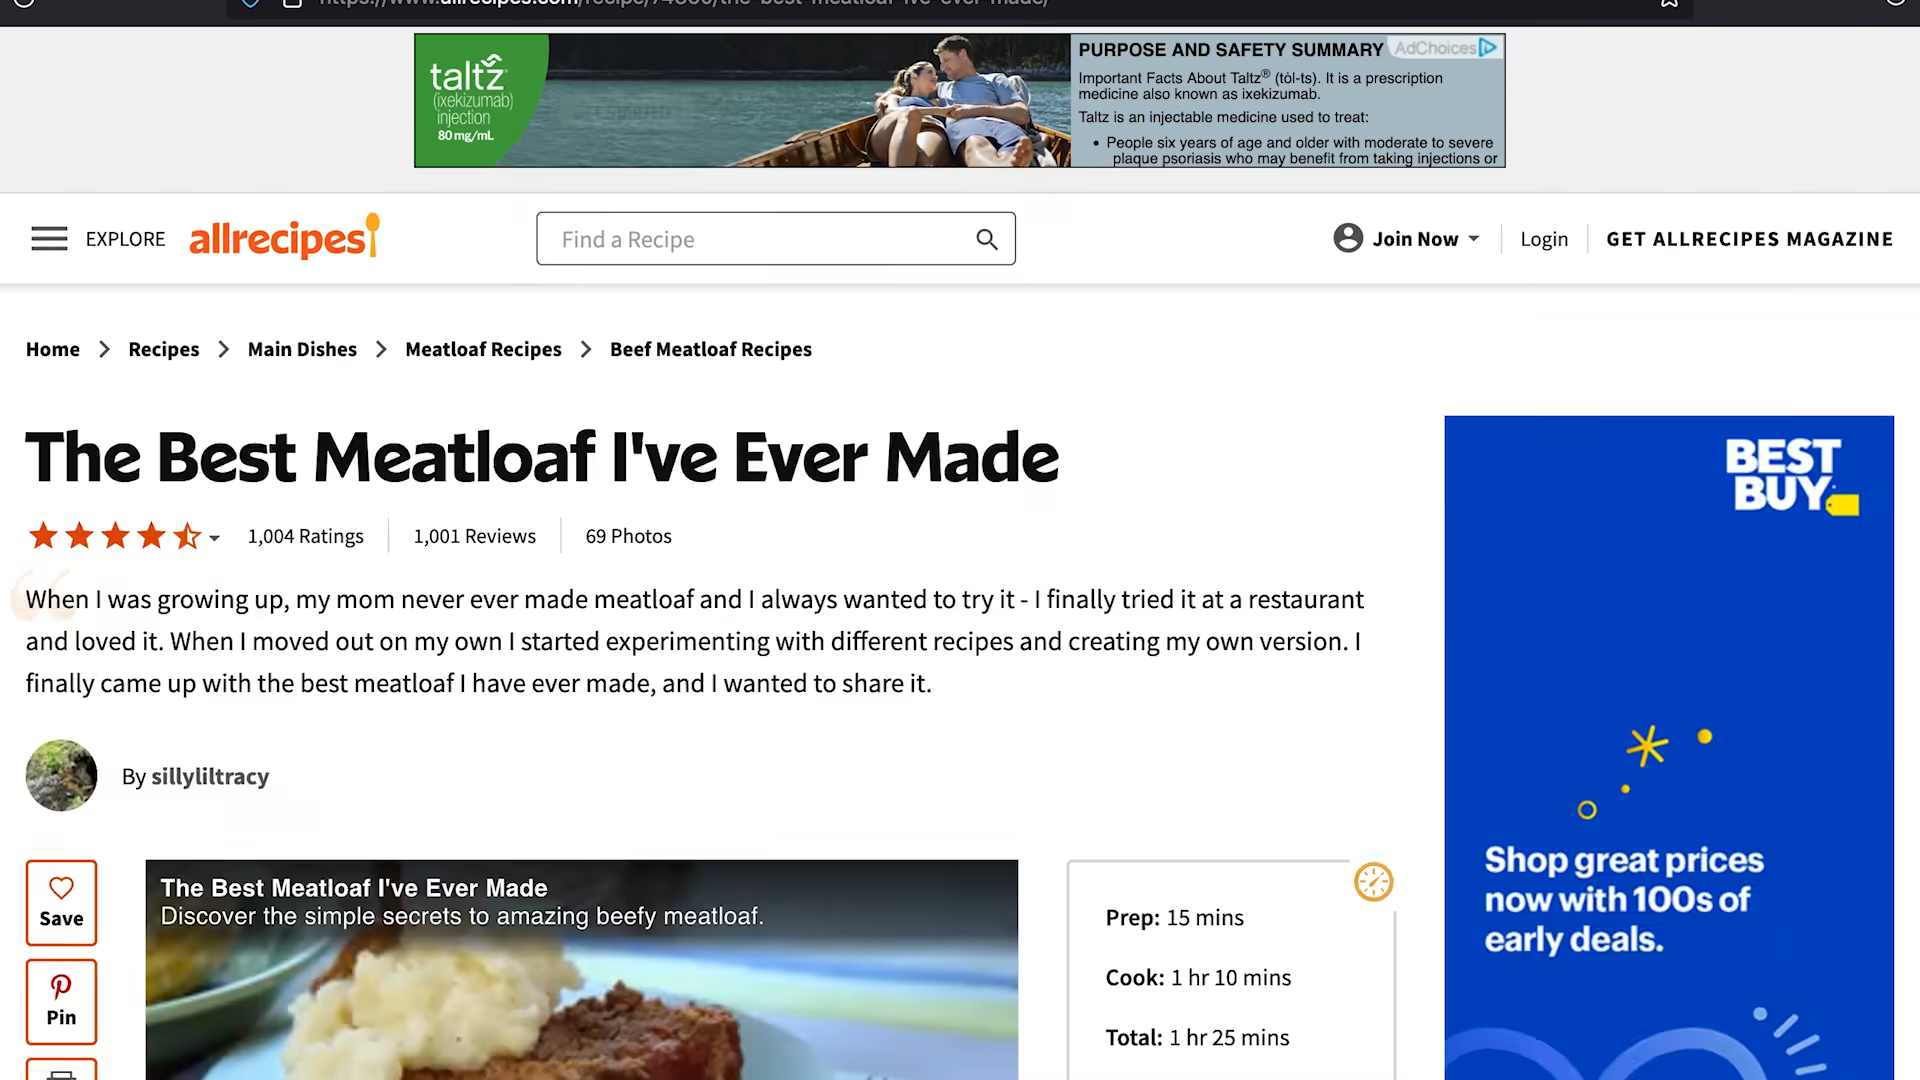 taltz
(ixekizumab)
injection
80 mg/mL
PURPOSE AND SAFETY SUMMARY
AdChoices
Important Facts About Taltz® (tȯl-ts). It is a prescription
medicine also known as ixekizumab.
Taltz is an injectable medicine used to treat:
• People six years of age and older with moderate to severe
plaque psoriasis who may benefit from taking injections or
EXPLORE
allrecipes
Find a Recipe
Join Now
Login
GET ALLRECIPES MAGAZINE
Home > Recipes > Main Dishes > Meatloaf Recipes > Beef Meatloaf Recipes
The Best Meatloaf I've Ever Made
1,004 Ratings
1,001 Reviews
69 Photos
When I was growing up, my mom never ever made meatloaf and I always wanted to try it - I finally tried it at a restaurant
and loved it. When I moved out on my own I started experimenting with different recipes and creating my own version. I
finally came up with the best meatloaf I have ever made, and I wanted to share it.
By sillyliltracy
Save
Pin
The Best Meatloaf I've Ever Made
Discover the simple secrets to amazing beefy meatloaf.
Prep: 15 mins
Cook: 1 hr 10 mins
Total: 1 hr 25 mins
BEST
BUY
Shop great prices
now with 100s of
early deals.